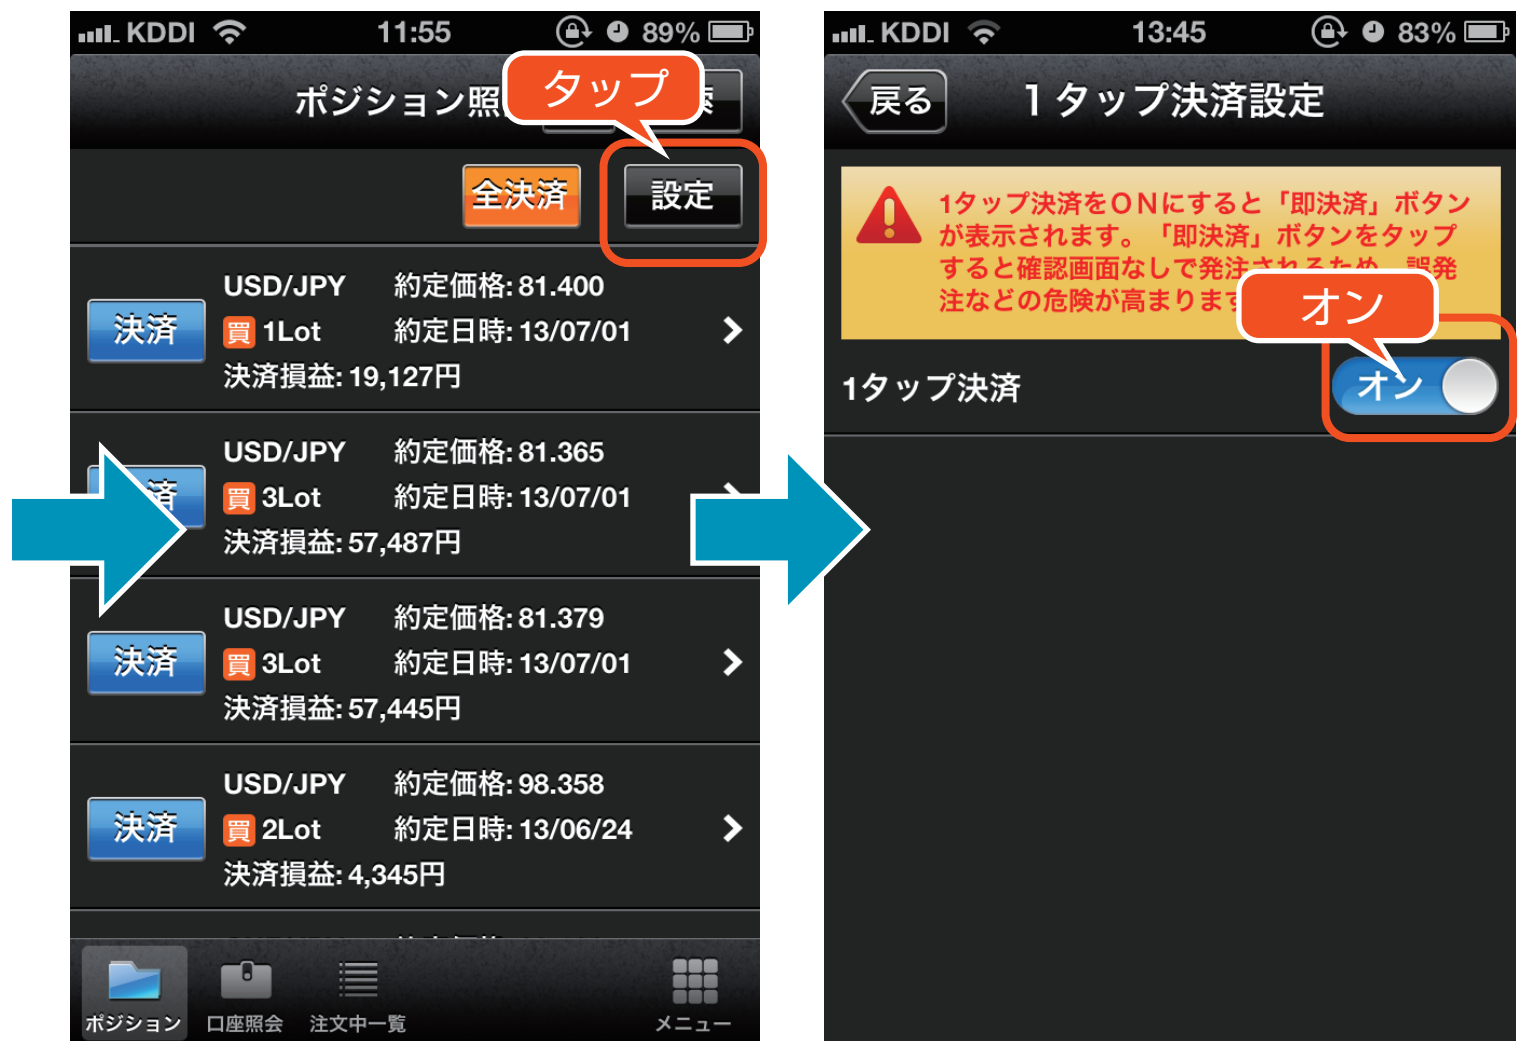 KDDI 11:55 89%
ポジション照
タップ
全決済
設定
USD/JPY 約定価格: 81.400
決済 買 1Lot 約定日時: 13/07/01
決済損益: 19,127円
USD/JPY 約定価格: 81.365
済 買 3Lot 約定日時: 13/07/01
決済損益: 57,487円
USD/JPY 約定価格: 81.379
決済 買 3Lot 約定日時: 13/07/01
決済損益: 57,445円
USD/JPY 約定価格: 98.358
決済 買 2Lot 約定日時: 13/06/24
決済損益: 4,345円
ポジション 口座照会 注文中一覧 メニュー
KDDI 13:45 83%
戻る
1タップ決済設定
1タップ決済をＯＮにすると「即決済」ボタン
が表示されます。「即決済」ボタンをタップ
すると確認画面なしで発注されるため、誤発
注などの危険が高まります
オン
1タップ決済
オン